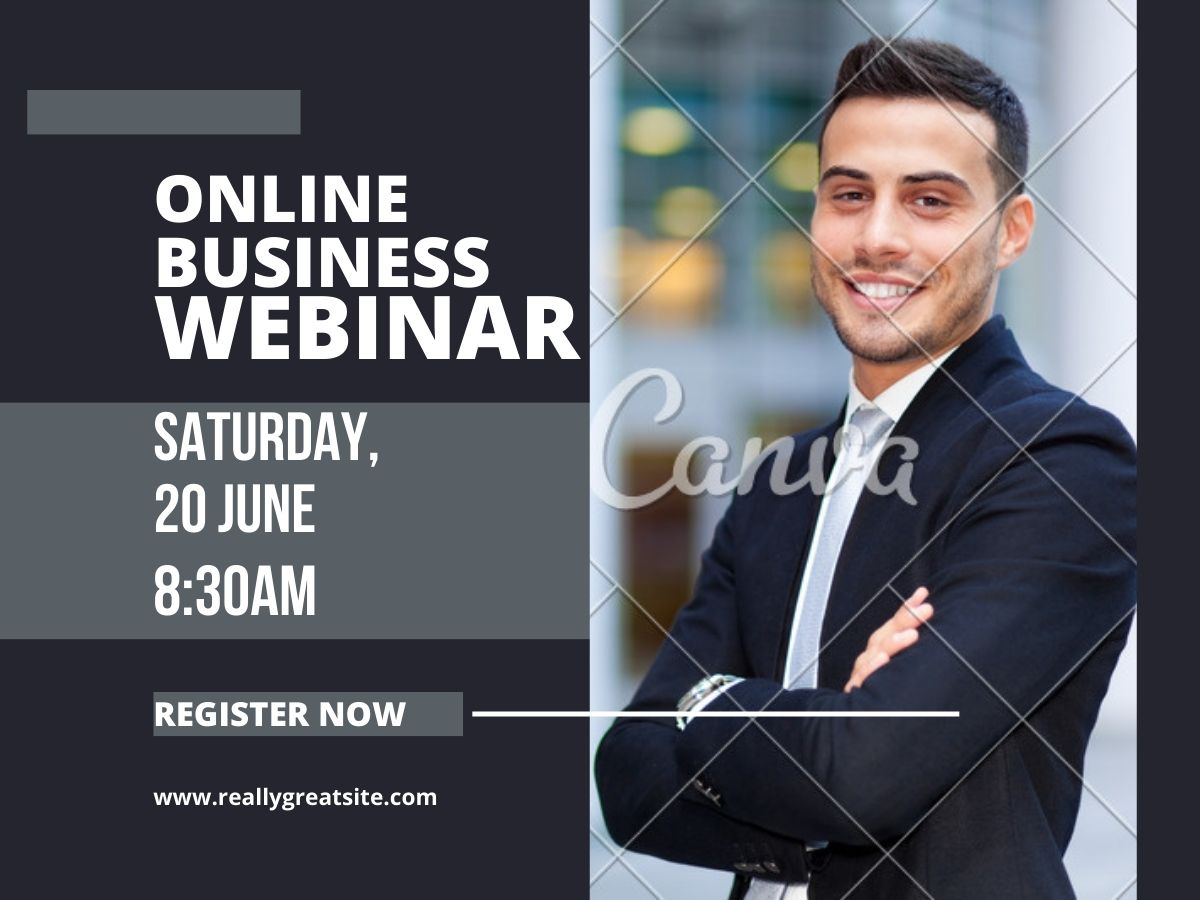 ONLINE
BUSINESS
WEBINAR
SATURDAY,
20 JUNE
8:30AM
REGISTER NOW
www.reallygreatsite.com
Canva